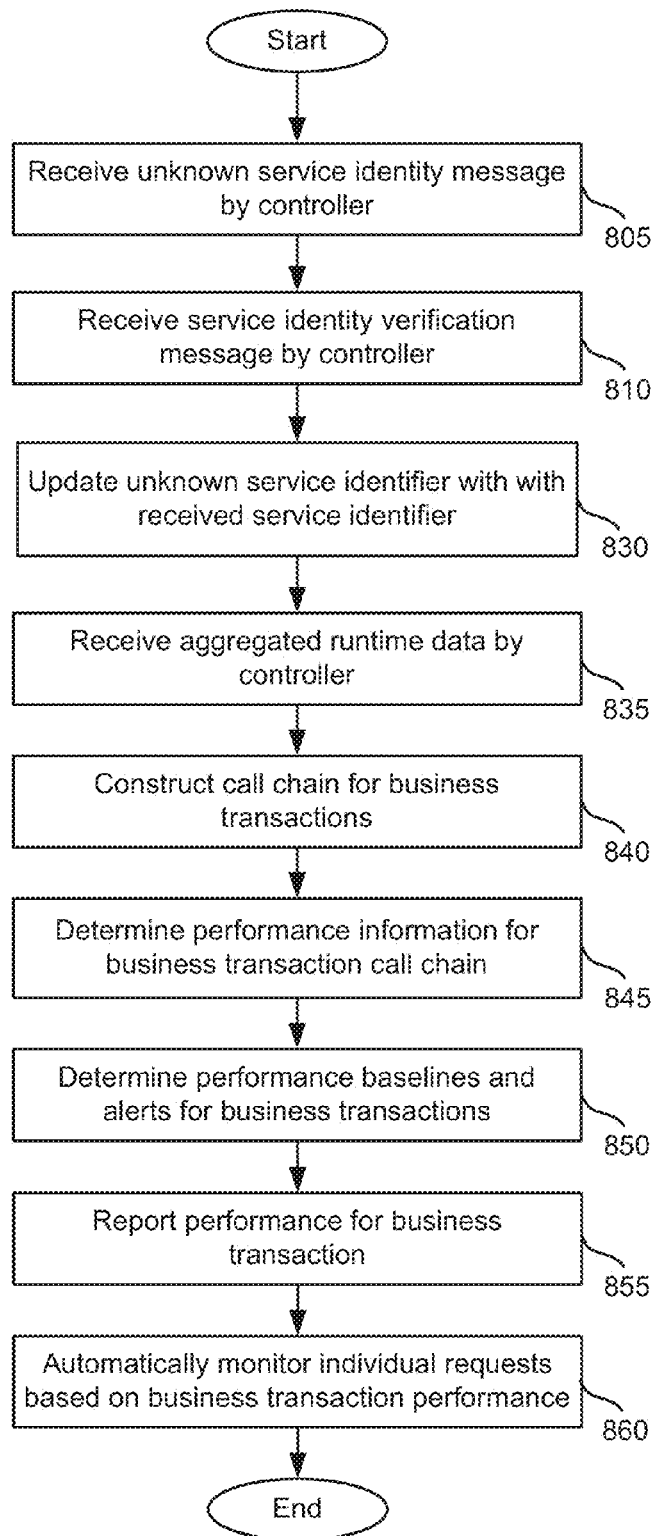 Start
Receive unknown service identity message
by controller
805
Receive service identity verification
message by controller
810
Update unknown service identifier with with
received service identifier
830
Receive aggregated runtime data by
controller
835
Construct call chain for business
transactions
840
Determine performance information for
business transaction call chain
845
Determine performance baselines and
alerts for business transactions
850
Report performance for business
transaction
855
Automatically monitor individual requests
based on business transaction performance
860
End